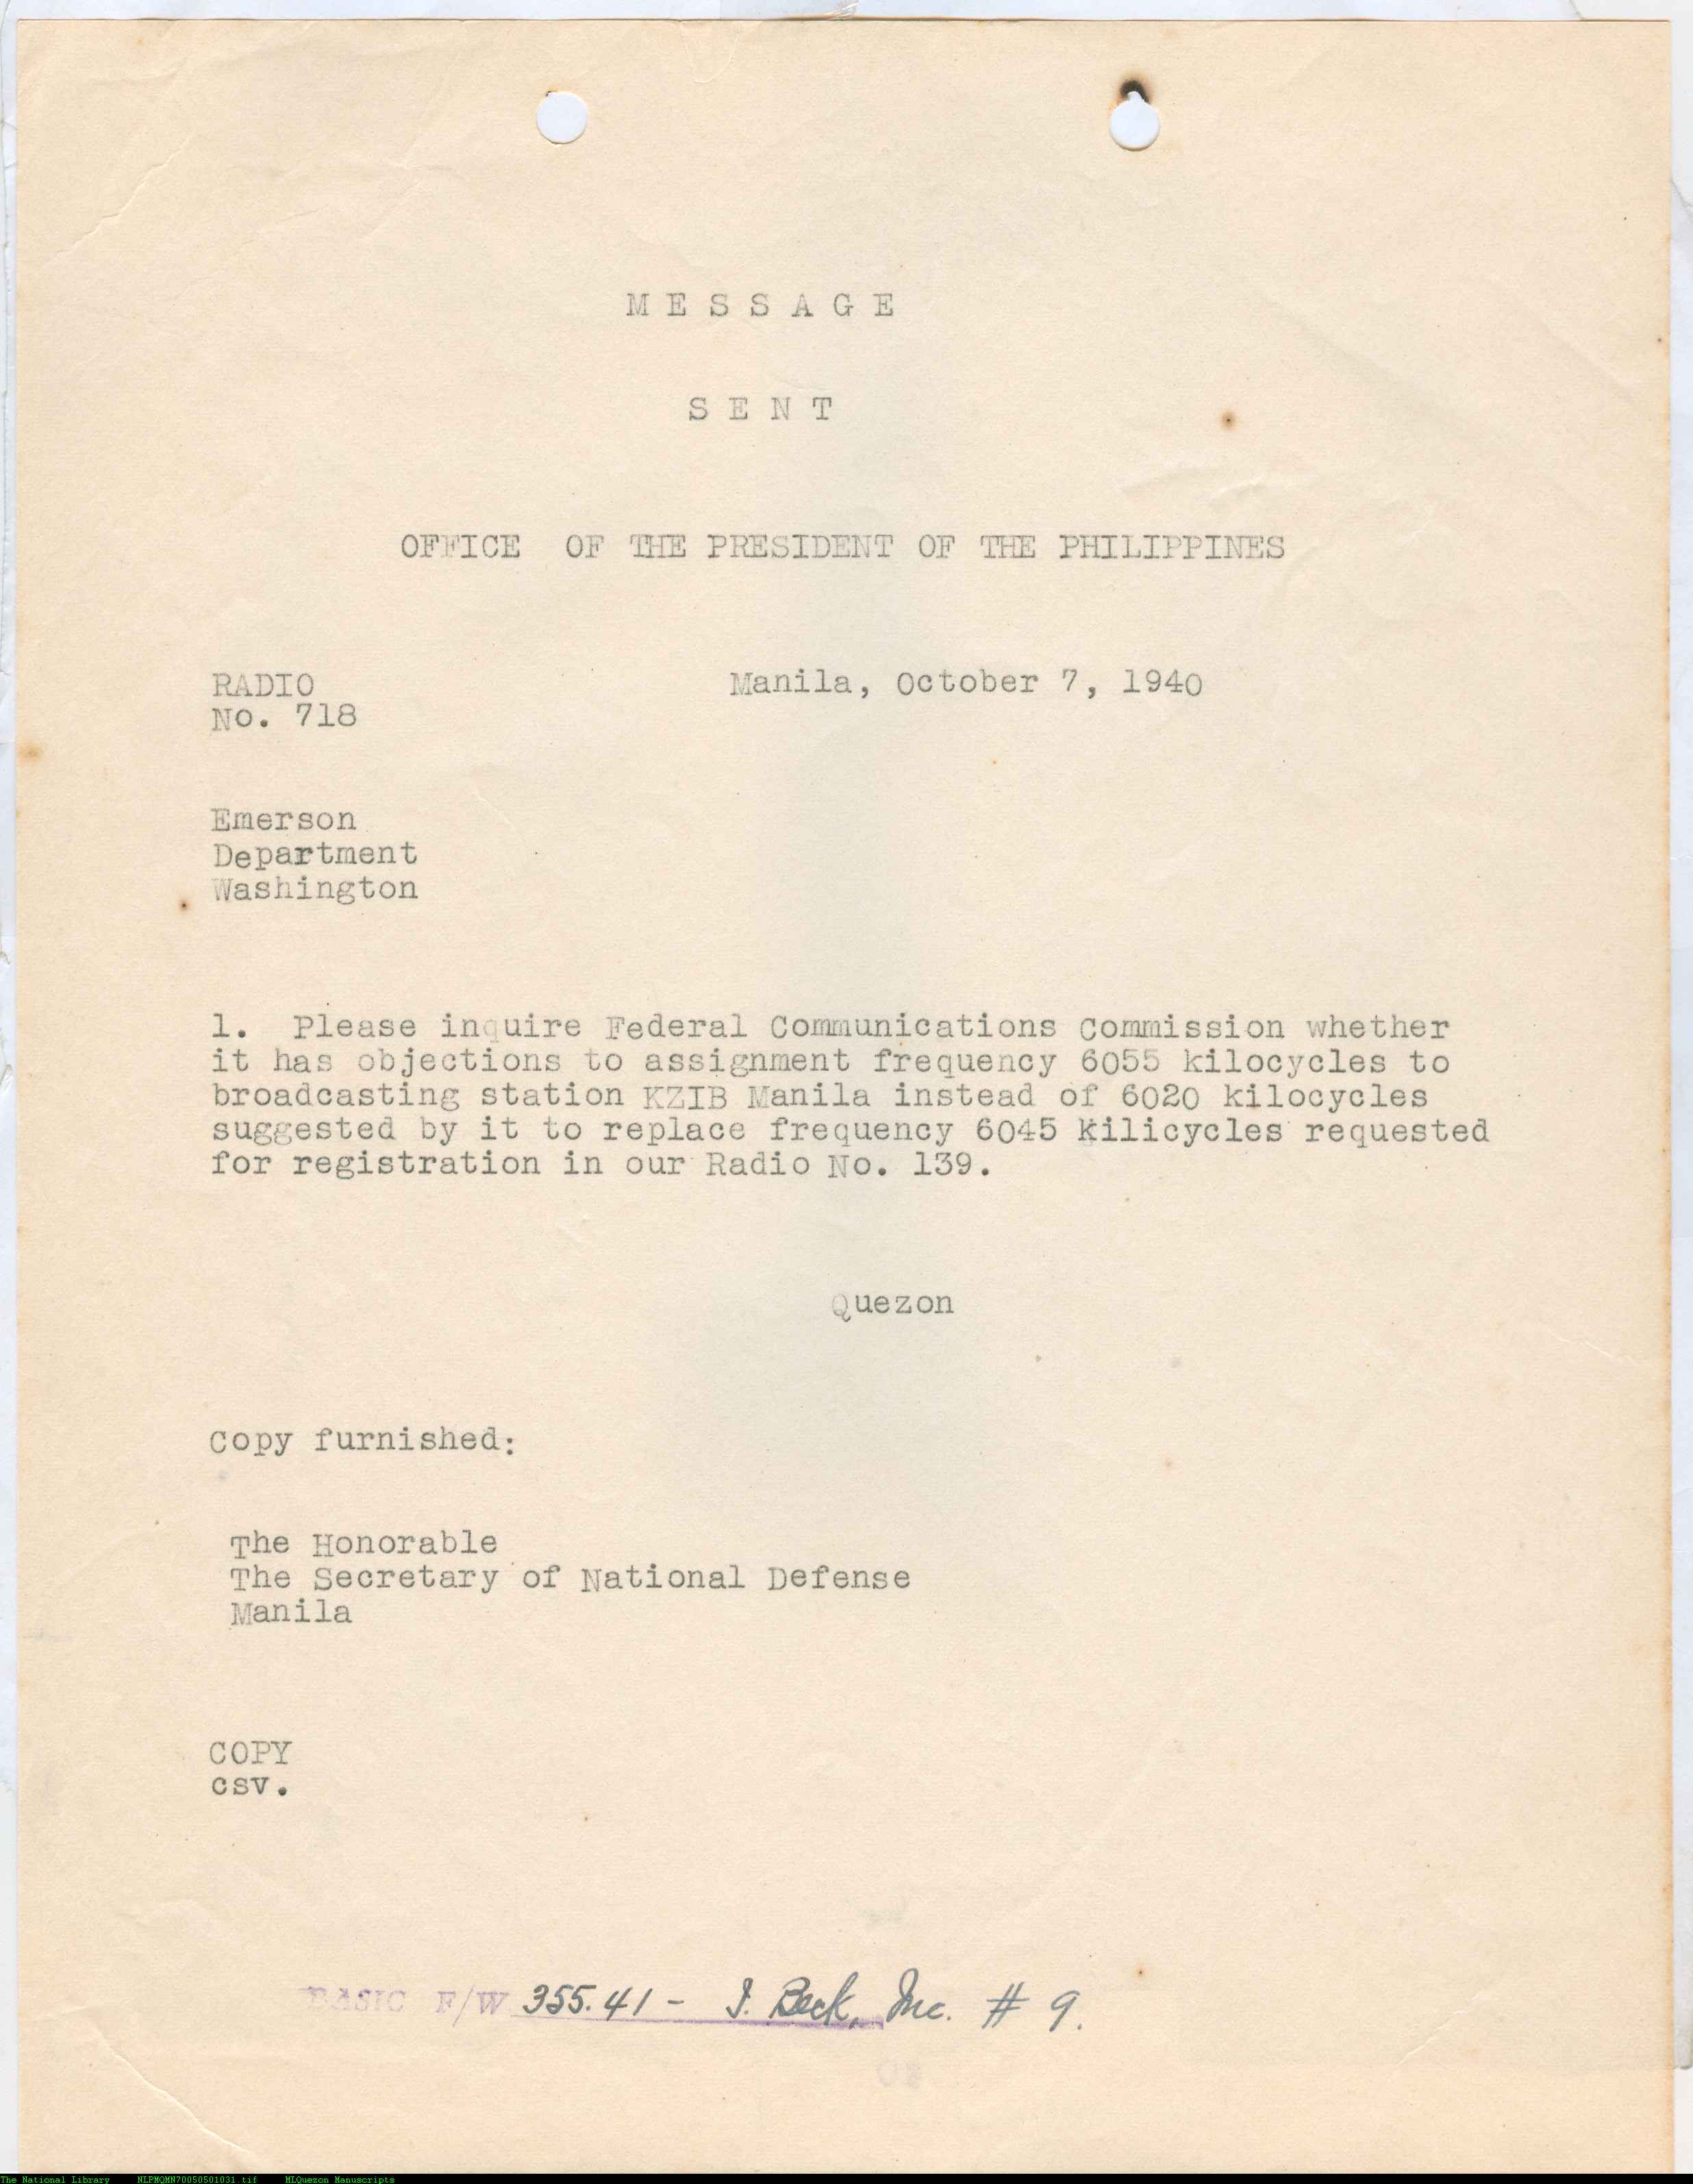 M E S S A G E
S E N T
OFFICE OF THE PRESIDENT OF THE PHILIPPINES
RADIO
No. 718
Manila, October 7, 1940
Emerson
Department
Washington
1. Please inquire Federal Communications Commission whether
it has objections to assignment frequency 6055 kilocycles to
broadcasting station KZIB Manila instead of 6020 kilocycles
suggested by it to replace frequency 6045 kilicycles requested
for registration in our Radio No. 139.
Quezon
Copy furnished:
The Honorable
The Secretary of National Defense
Manila
COPY
csv.
BASIC F/W 355.41 - I. Beck, Inc. # 9.
The National Library NLPMQMN70050501031.tif MLQuezon Manuscripts